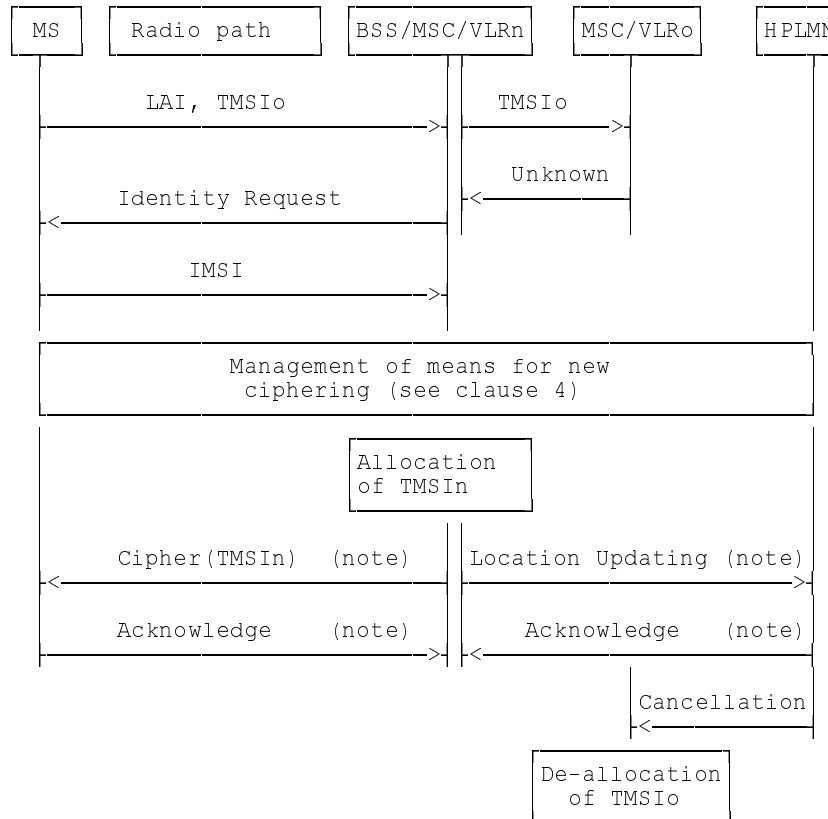 MS
Radio path
BSS/MSC/VLRn
MSC/VLRo
HPLMN
LAI, TMSIo
TMSIo
Unknown
Identity Request
IMSI
Management of means for new
ciphering (see clause 4)
Allocation
of TMSIn
Cipher(TMSIn) (note)
Location Updating (note)
Acknowledge (note)
Acknowledge (note)
Cancellation
De-allocation
of TMSIo